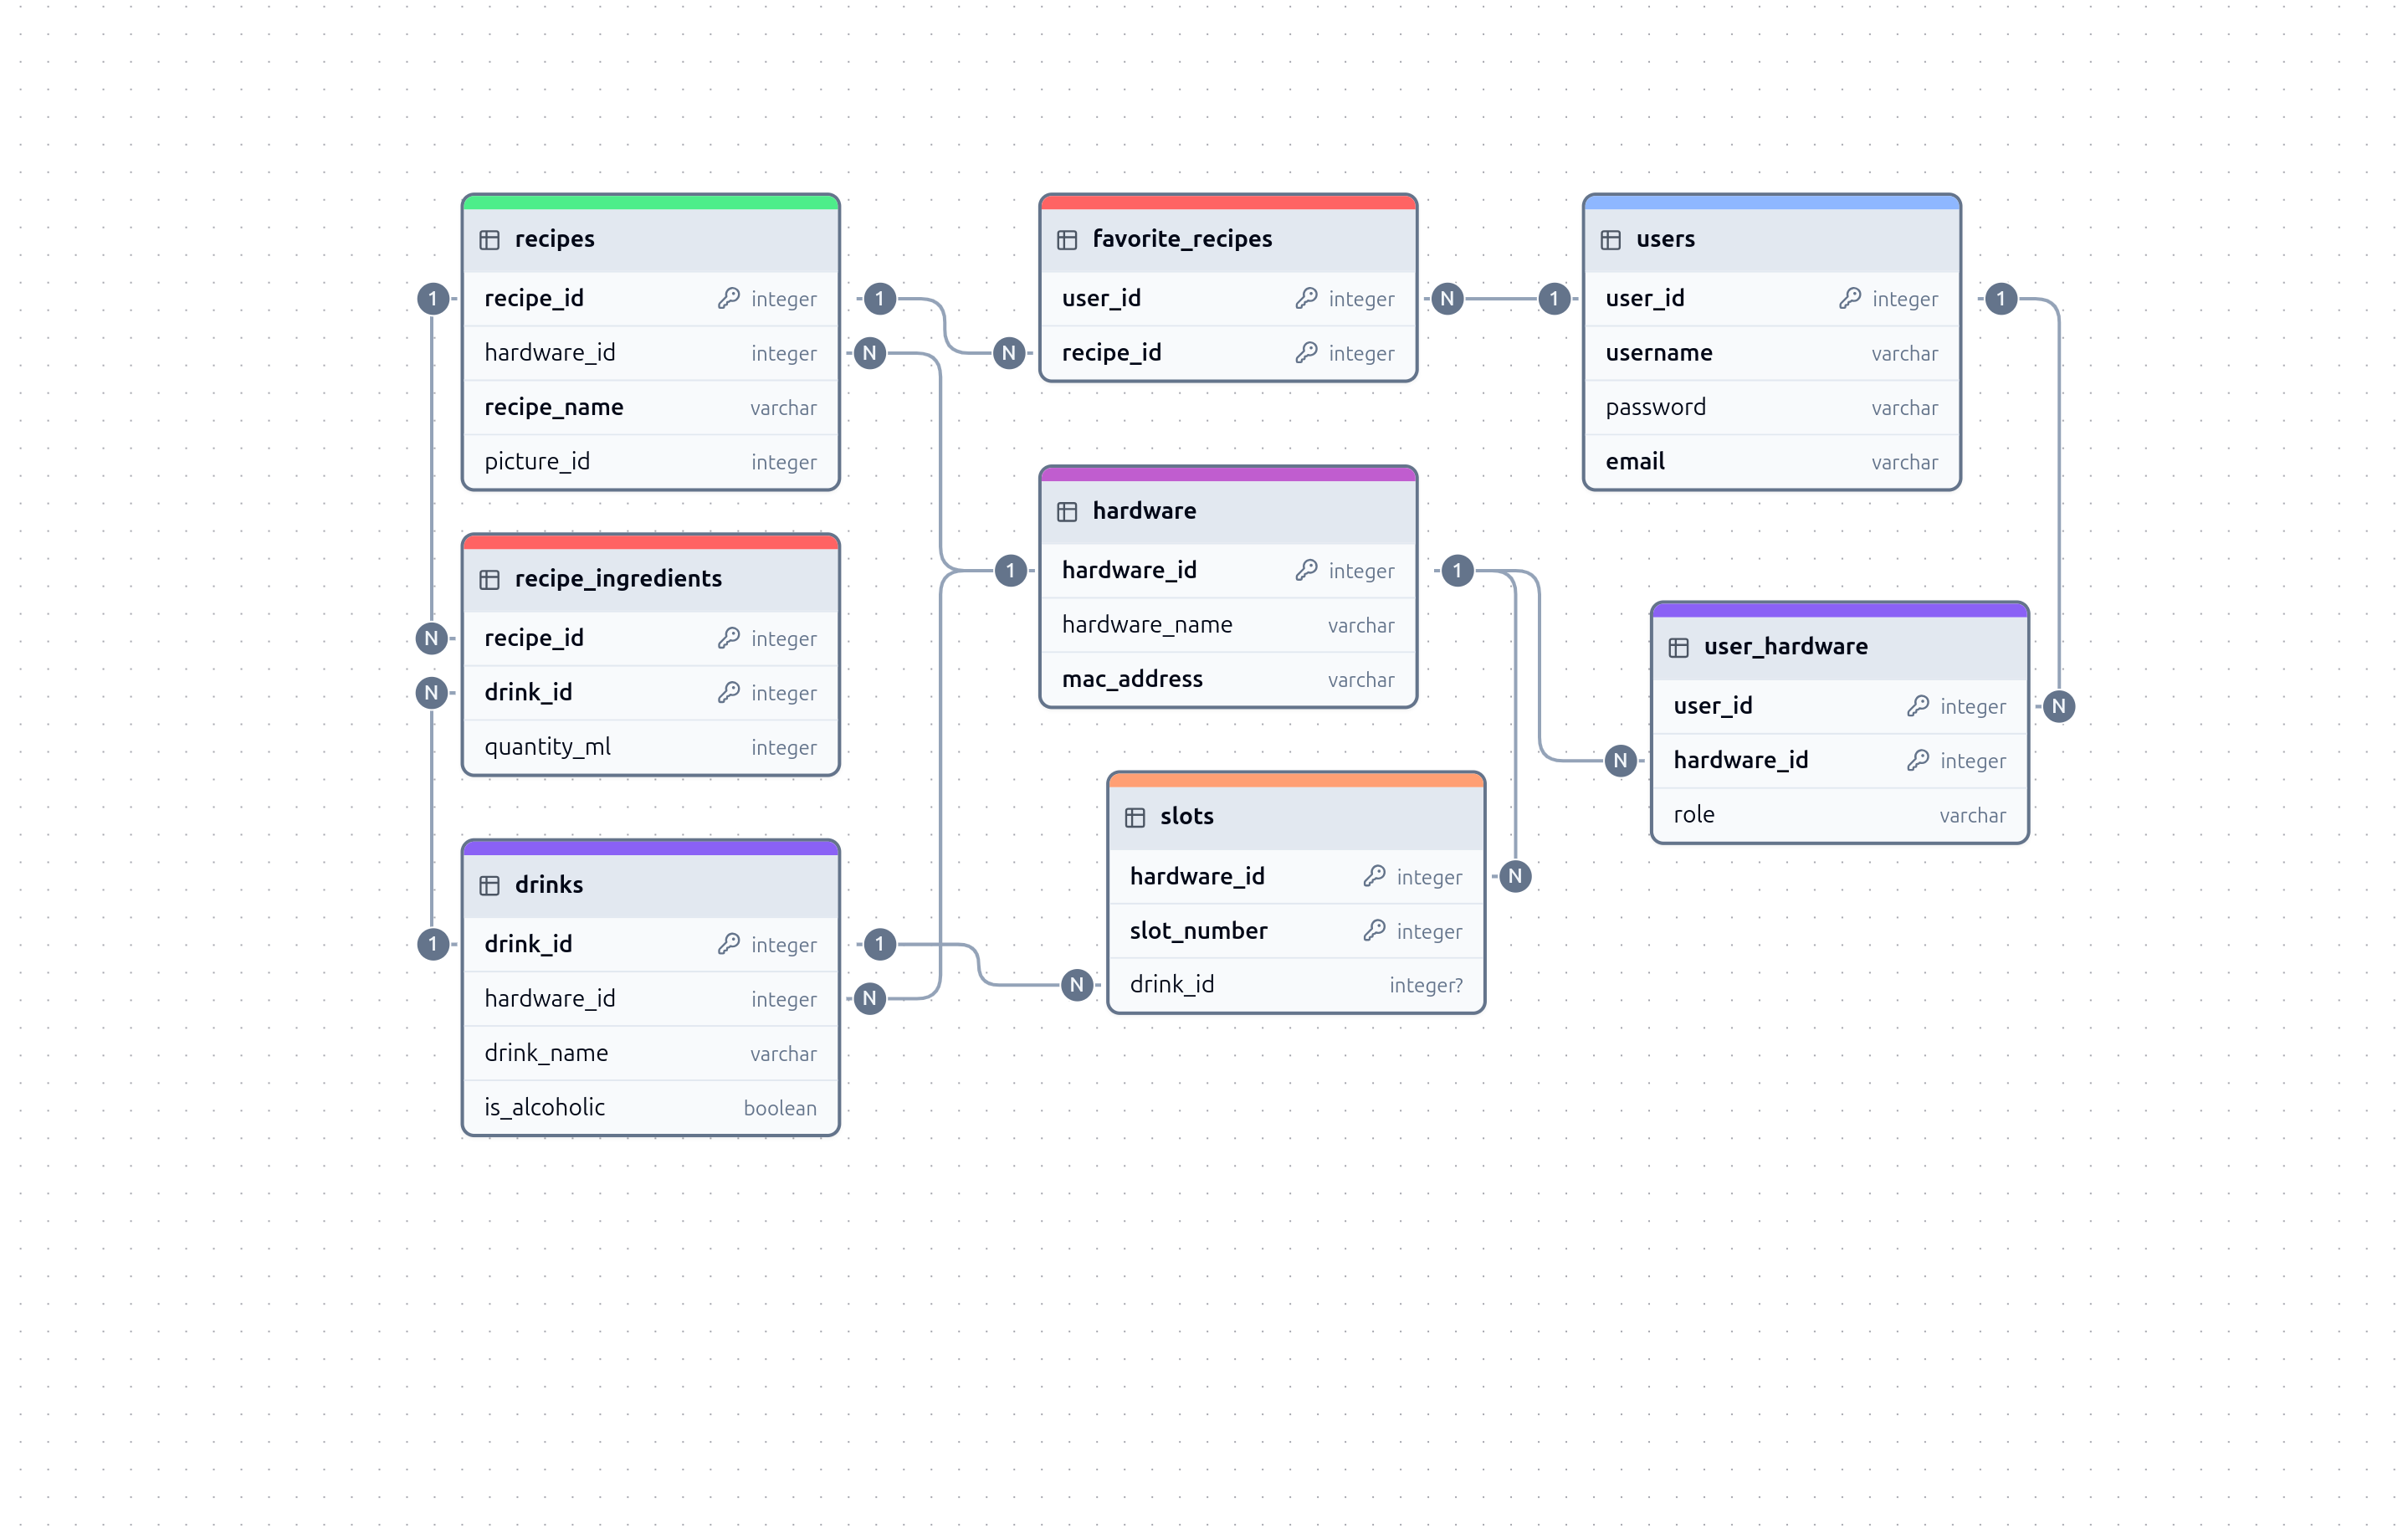 recipes
1 recipe_id integer 1
hardware_id integer N
recipe_name varchar
picture_id integer
recipe_ingredients
N recipe_id integer
N drink_id integer
quantity_ml integer
drinks
1 drink_id integer 1
hardware_id integer N
drink_name varchar
is_alcoholic boolean
favorite_recipes
user_id integer N
N recipe_id integer
hardware
1 hardware_id integer 1
hardware_name varchar
mac_address varchar
slots
hardware_id integer N
slot_number integer
N drink_id integer?
users
1 user_id integer 1
username varchar
password varchar
email varchar
user_hardware
user_id integer N
N hardware_id integer
role varchar